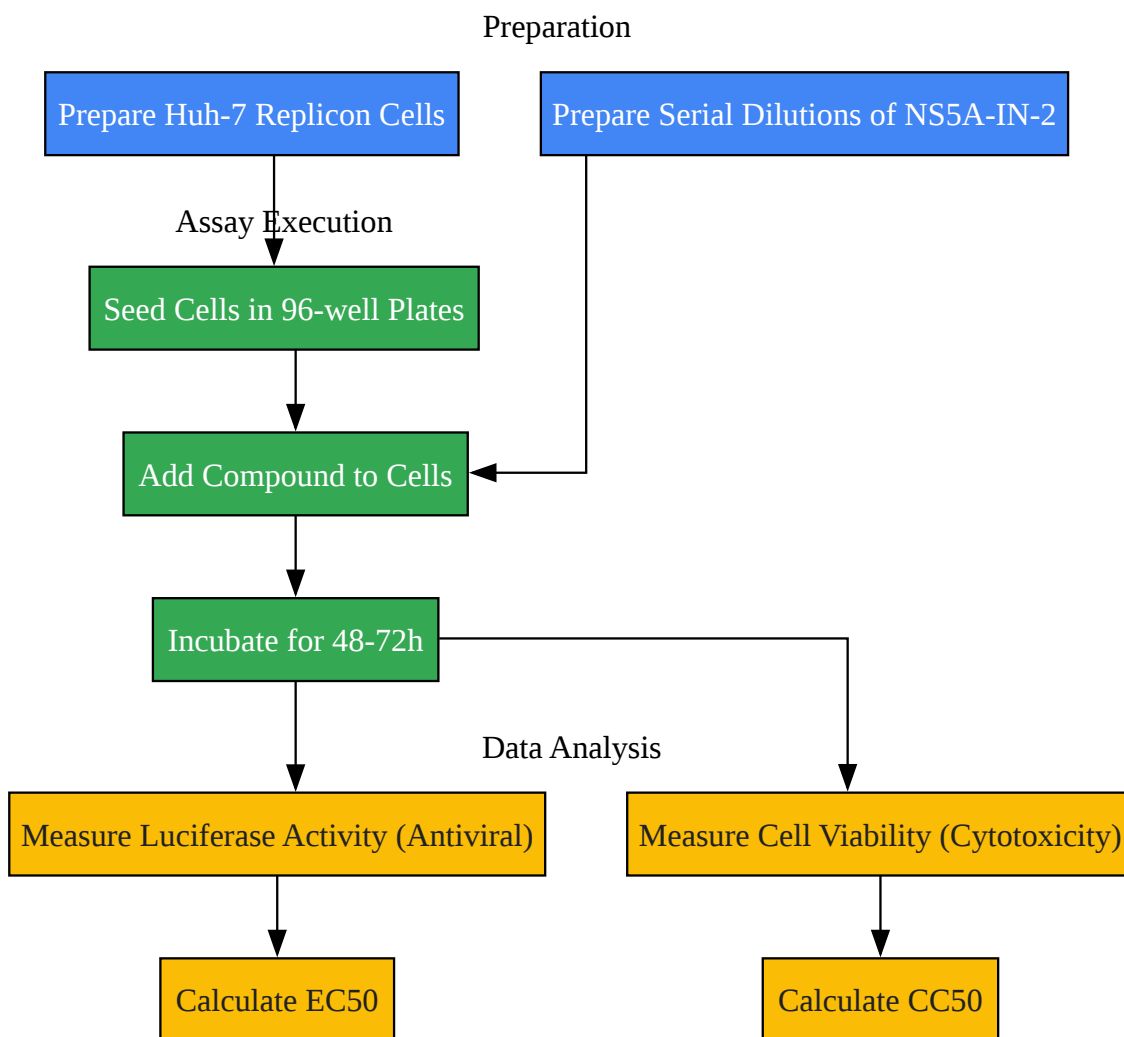 Preparation
Prepare Huh-7 Replicon Cells
Prepare Serial Dilutions of NS5A-IN-2
Assay Execution
Seed Cells in 96-well Plates
Add Compound to Cells
Incubate for 48-72h
Data Analysis
Measure Luciferase Activity (Antiviral)
Measure Cell Viability (Cytotoxicity)
Calculate EC50
Calculate CC50